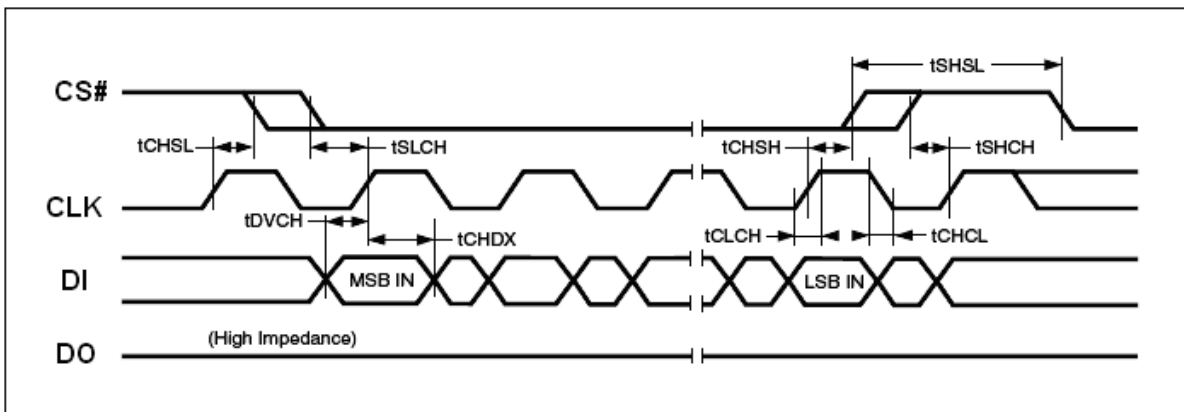 tSHSL
CS#
tCHSL
tSLCH
tCHSH
tSHCH
CLK
tDVCH
tCHDX
tCLCH
tCHCL
DI
MSB IN
LSB IN
(High Impedance)
DO